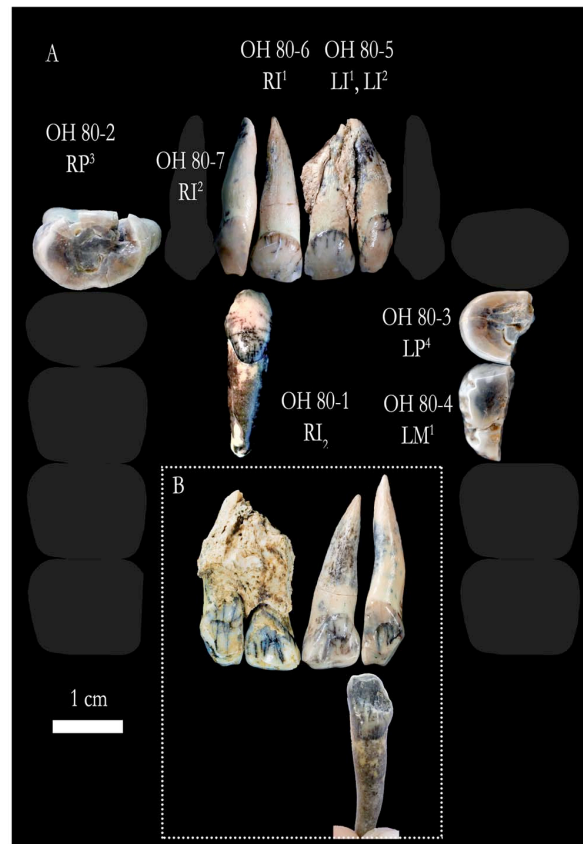 A
OH 80-6
RI¹
OH 80-5
LI¹, LI²
OH 80-2
RP³
OH 80-7
RI²
OH 80-3
LP⁴
OH 80-1
RI₂
OH 80-4
LM¹
B
1 cm